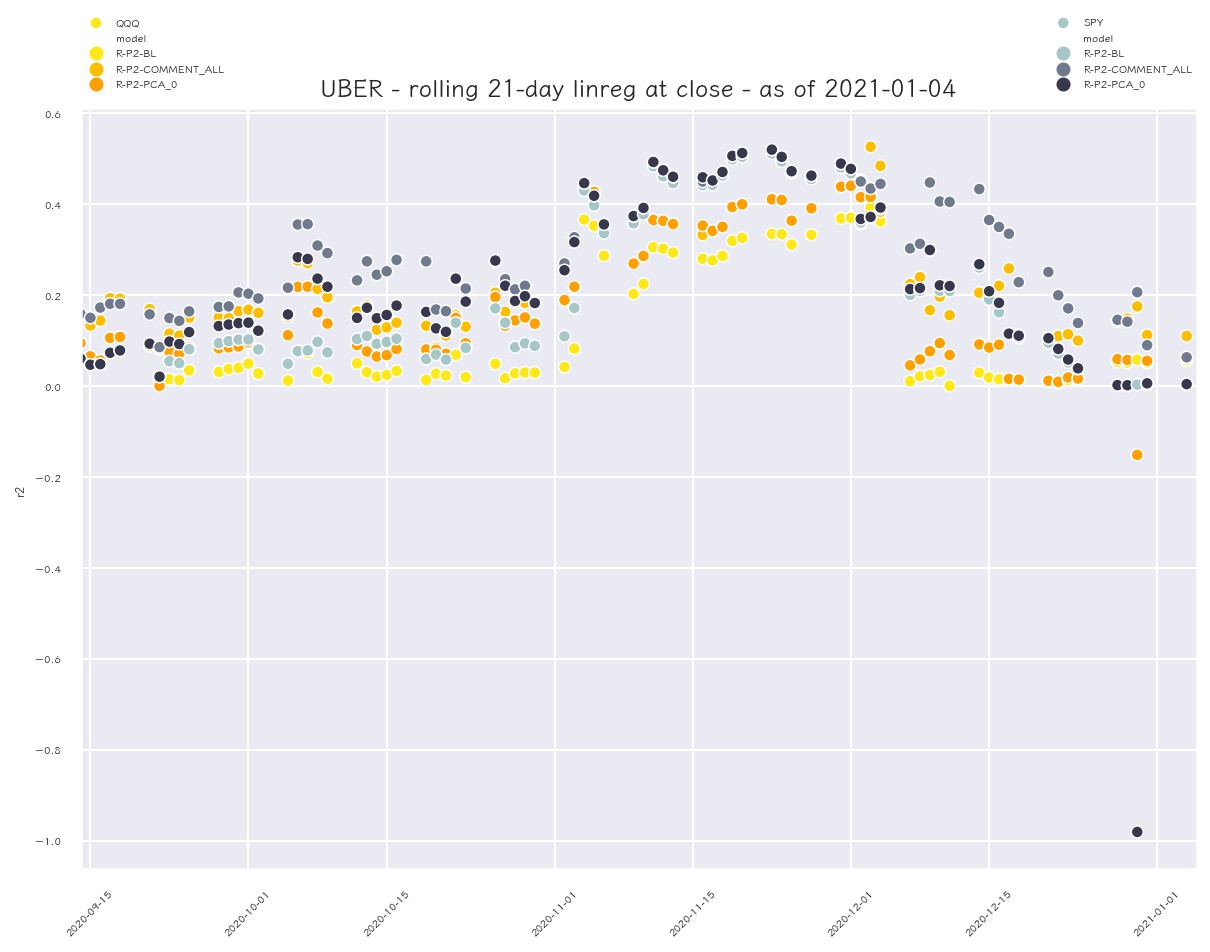 QQQ
model
R-P2-BL
R-P2-COMMENT_ALL
R-P2-PCA_0
SPY
model
R-P2-BL
R-P2-COMMENT_ALL
R-P2-PCA_0
UBER - rolling 21-day linreg at close - as of 2021-01-04
0.6
0.4
0.2
0.0
−0.2
−0.4
−0.6
−0.8
−1.0
r2
2020-09-15
2020-10-01
2020-10-15
2020-11-01
2020-11-15
2020-12-01
2020-12-15
2021-01-01